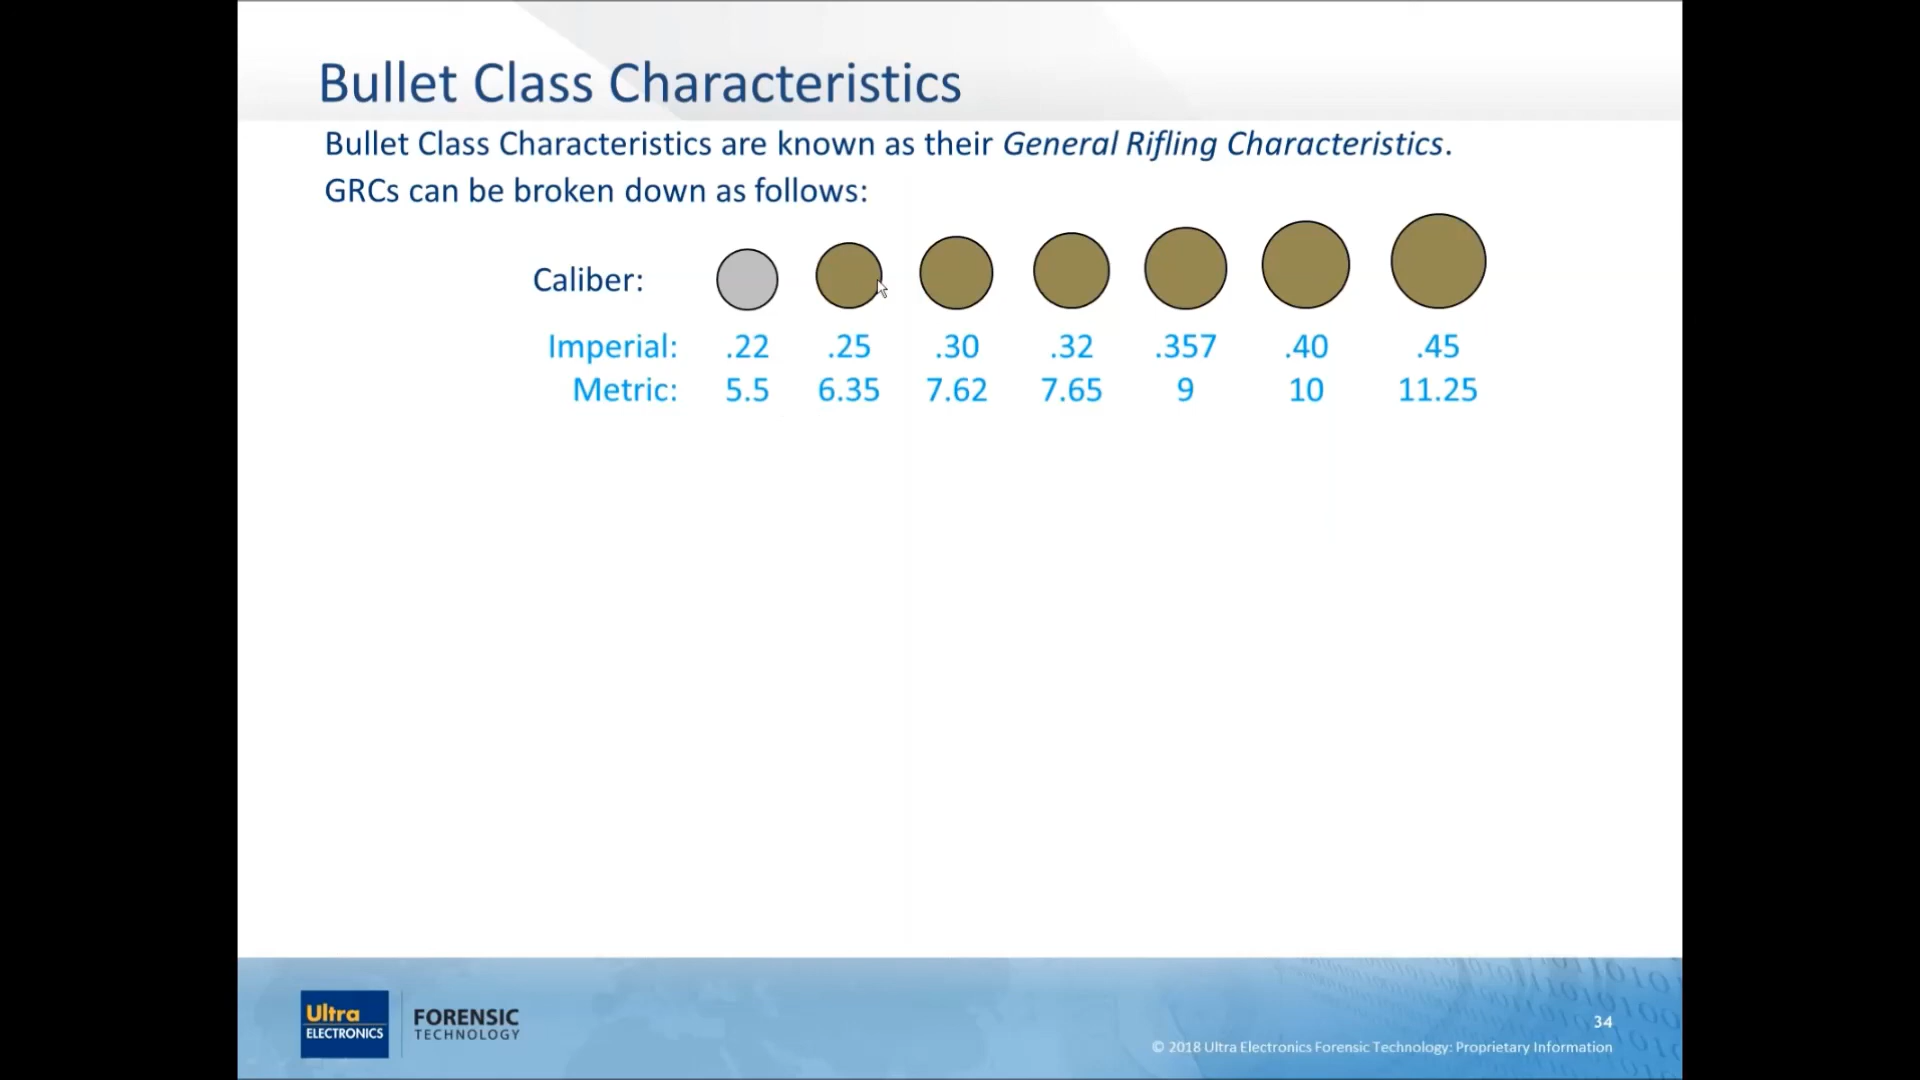 Bullet Class Characteristics
Bullet Class Characteristics are known as their General Rifling Characteristics.
GRCs can be broken down as follows:
Caliber:
Imperial: .22 .25 .30 .32 .357 .40 .45
Metric: 5.5 6.35 7.62 7.65 9 10 11.25
Ultra
ELECTRONICS
FORENSIC
TECHNOLOGY
34
© 2018 Ultra Electronics Forensic Technology: Proprietary Information